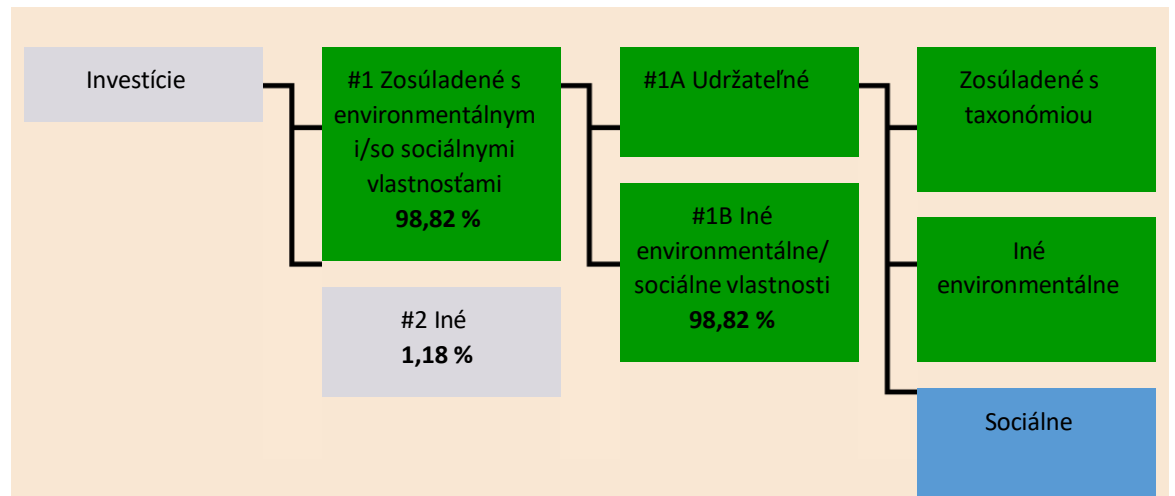 Investície
#1 Zosúladené s
environmentálnym
i/so sociálnymi
vlastnosťami
98,82 %
#2 Iné
1,18 %
#1A Udržateľné
#1B Iné
environmentálne/
sociálne vlastnosti
98,82 %
Zosúladené s
taxonómiou
Iné
environmentálne
Sociálne